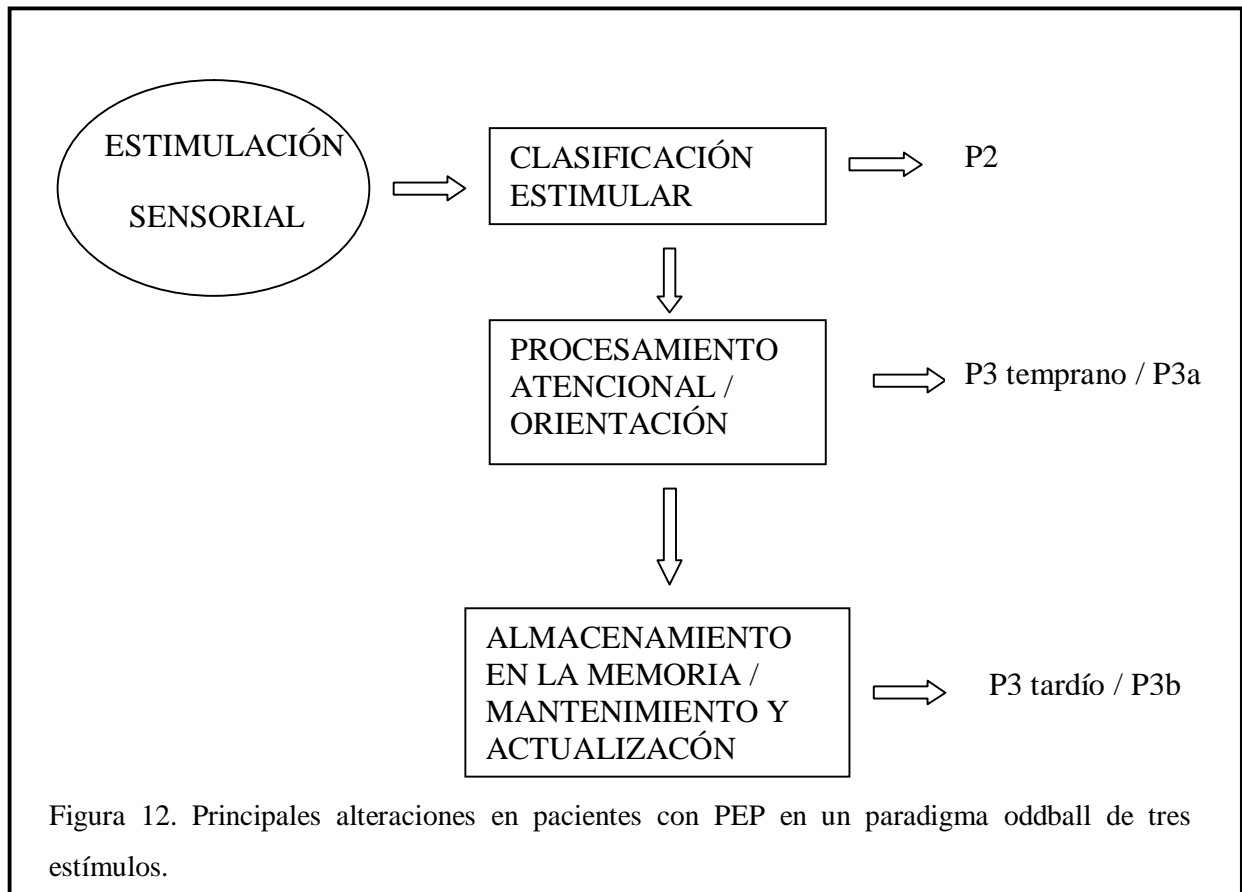 ESTIMULACIÓN
SENSORIAL
CLASIFICACIÓN
ESTIMULAR
P2
PROCESAMIENTO
ATENCIONAL /
ORIENTACIÓN
P3 temprano / P3a
ALMACENAMIENTO
EN LA MEMORIA /
MANTENIMIENTO Y
ACTUALIZACÓN
P3 tardío / P3b
Figura 12. Principales alteraciones en pacientes con PEP en un paradigma oddball de tres
estímulos.